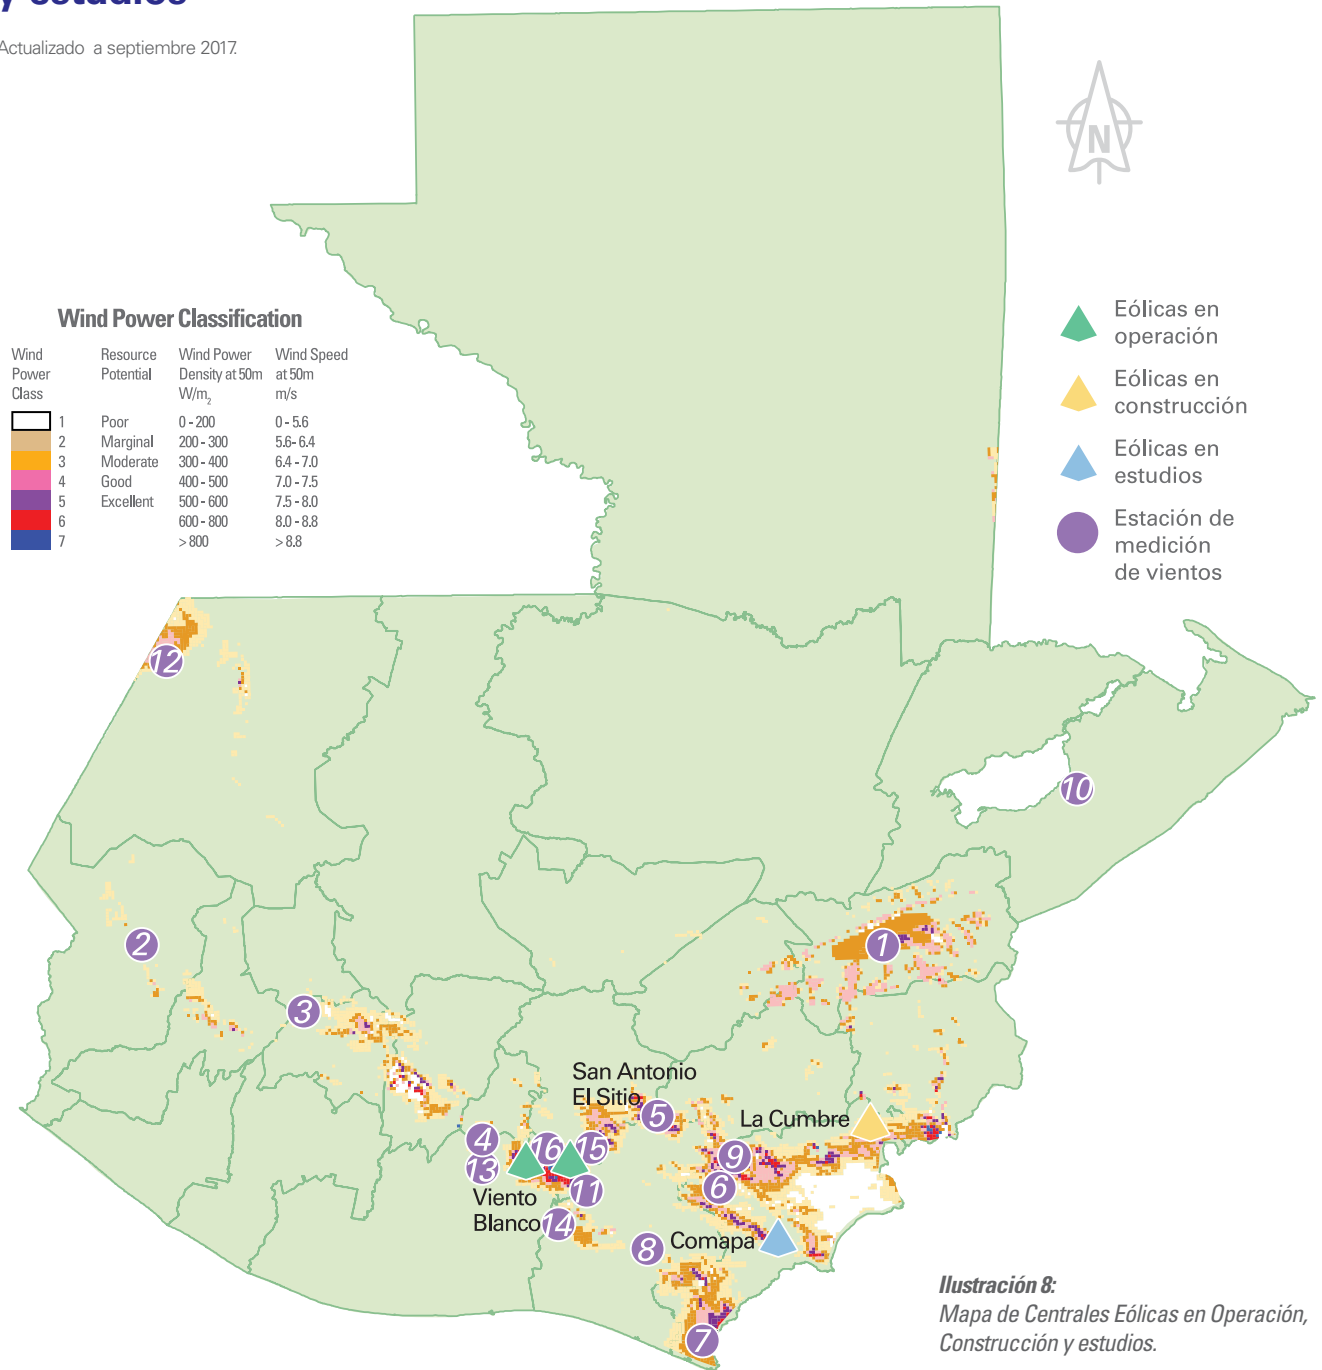 y estudios
Actualizado a septiembre 2017.
N
Wind Power Classification
Wind Power Class
Resource Potential
Wind Power Density at 50m W/m2
Wind Speed at 50m m/s
1 Poor 0 - 200 0 - 5.6
2 Marginal 200 - 300 5.6 - 6.4
3 Moderate 300 - 400 6.4 - 7.0
4 Good 400 - 500 7.0 - 7.5
5 Excellent 500 - 600 7.5 - 8.0
6 600 - 800 8.0 - 8.8
7 > 800 > 8.8
Eólicas en
operación
Eólicas en
construcción
Eólicas en
estudios
Estación de
medición
de vientos
12
10
2
1
3
San Antonio
El Sitio
5
La Cumbre
4
16
15
9
13
6
11
Viento
Blanco
14
8
Comapa
7
Ilustración 8:
Mapa de Centrales Eólicas en Operación,
Construcción y estudios.